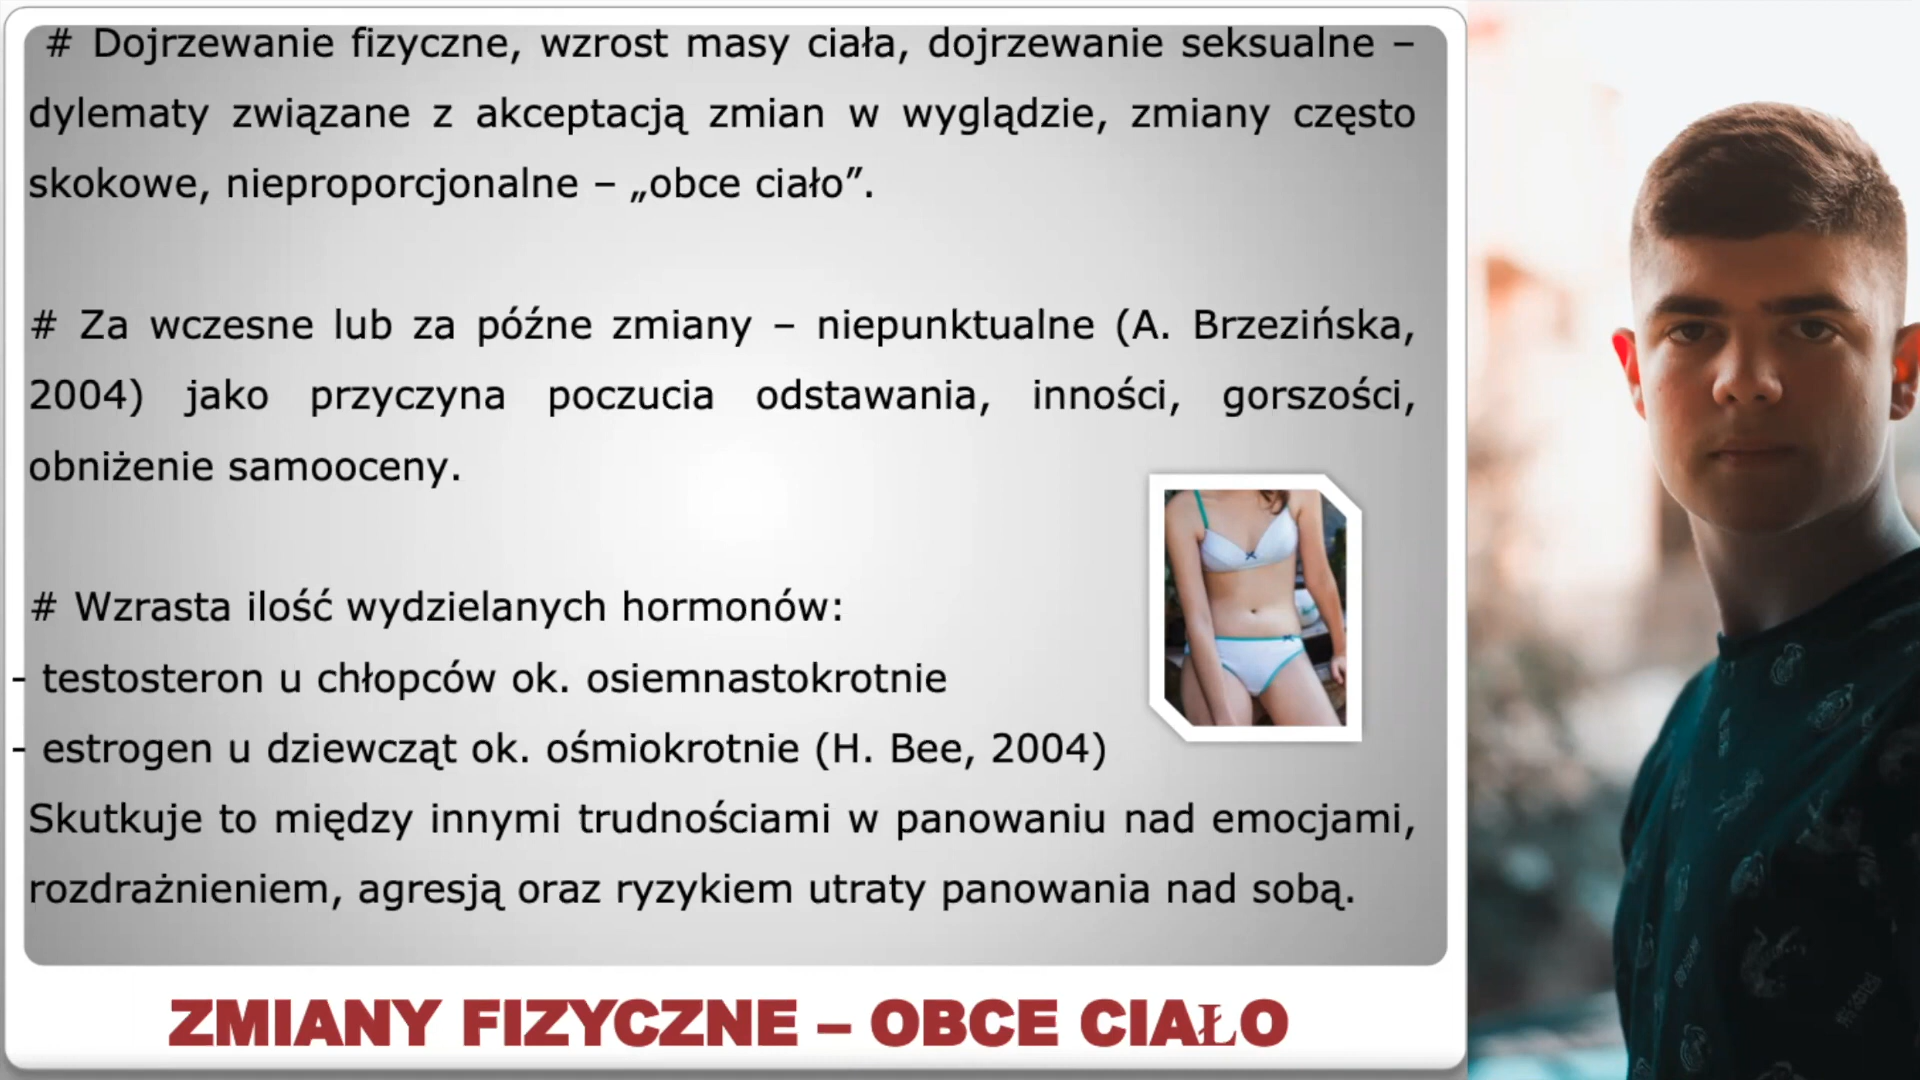 # Dojrzewanie fizyczne, wzrost masy ciała, dojrzewanie seksualne –
dylematy związane z akceptacją zmian w wyglądzie, zmiany często
skokowe, nieproporcjonalne – „obce ciało”.
# Za wczesne lub za późne zmiany – niepunktualne (A. Brzezińska,
2004) jako przyczyna poczucia odstawania, inności, gorszości,
obniżenie samooceny.
# Wzrasta ilość wydzielanych hormonów:
- testosteron u chłopców ok. osiemnastokrotnie
- estrogen u dziewcząt ok. ośmiokrotnie (H. Bee, 2004)
Skutkuje to między innymi trudnościami w panowaniu nad emocjami,
rozdrażnieniem, agresją oraz ryzykiem utraty panowania nad sobą.
ZMIANY FIZYCZNE – OBCE CIAŁO